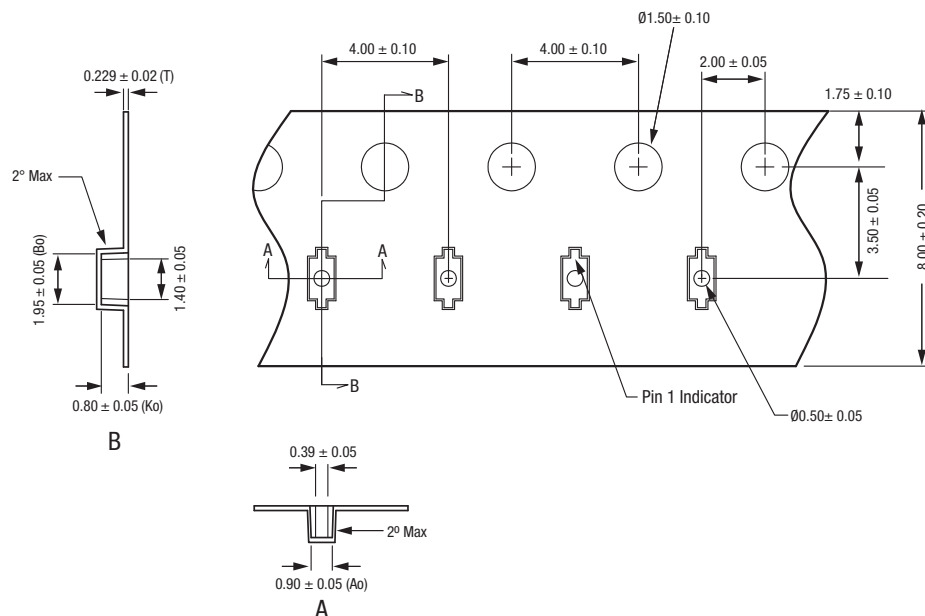 Ø1.50± 0.10
4.00 ± 0.10
4.00 ± 0.10
2.00 ± 0.05
0.229 ± 0.02 (T)
B
1.75 ± 0.10
2° Max
1.95 ± 0.05 (Bo)
1.40 ± 0.05
A
A
3.50 ± 0.05
8.00 ± 0.20
B
0.80 ± 0.05 (Ko)
Pin 1 Indicator
Ø0.50± 0.05
B
0.39 ± 0.05
2º Max
0.90 ± 0.05 (Ao)
A